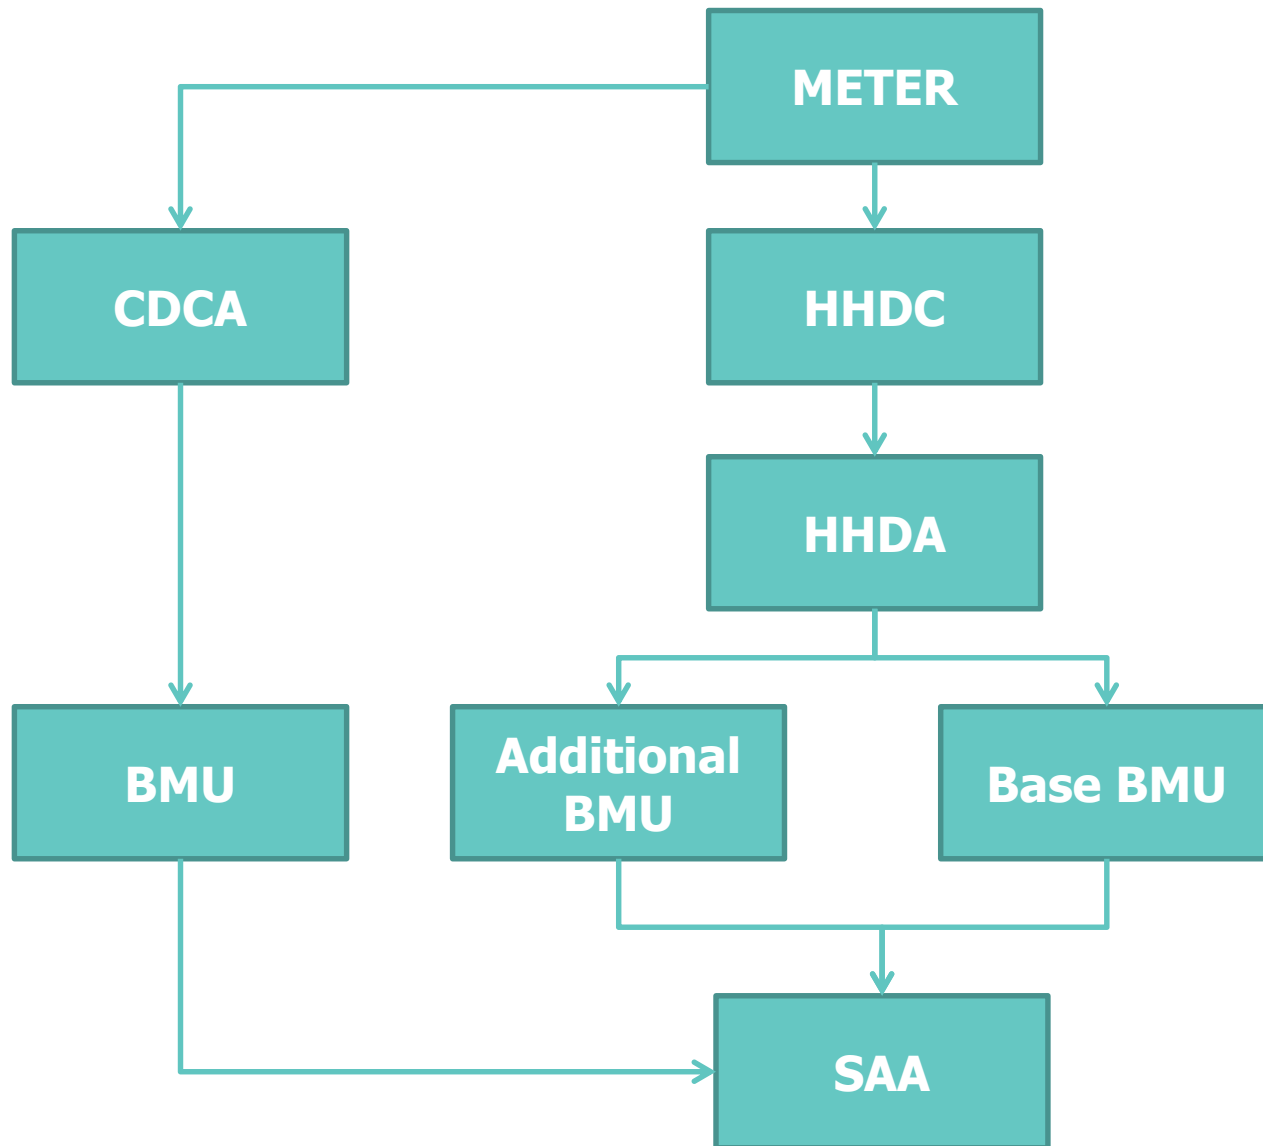 METER
CDCA
HHDC
HHDA
BMU
Additional
BMU
Base BMU
SAA